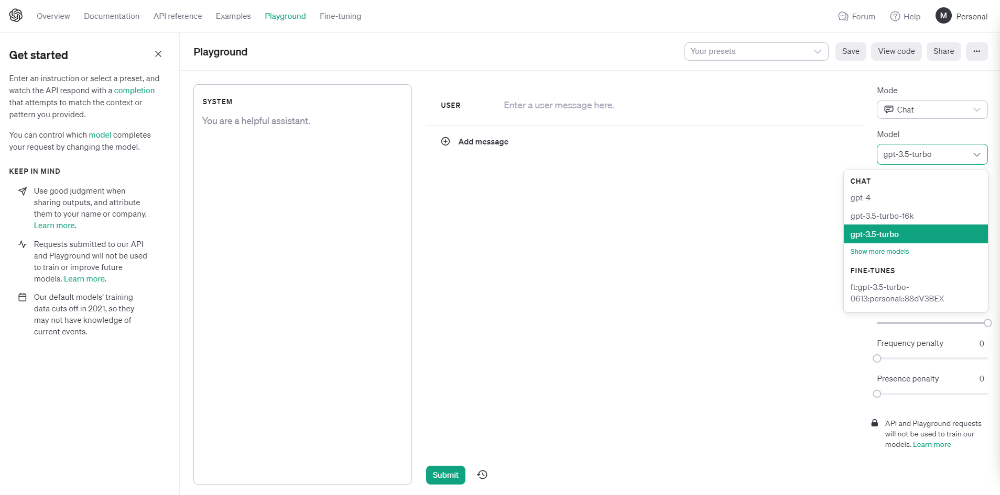 Overview Documentation API reference Examples Playground Fine-tuning Forum Help M Personal
Get started
Enter an instruction or select a preset, and
watch the API respond with a completion
that attempts to match the context or
pattern you provided.
You can control which model completes
your request by changing the model.
KEEP IN MIND
Use good judgment when
sharing outputs, and attribute
them to your name or company.
Learn more.
Requests submitted to our API
and Playground will not be used
to train or improve future
models. Learn more.
Our default models' training
data cuts off in 2021, so they
may not have knowledge of
current events.
Playground
Your presets Save View code Share ...
SYSTEM
You are a helpful assistant.
USER Enter a user message here.
Add message
Submit
Mode
Chat
Model
gpt-3.5-turbo
CHAT
gpt-4
gpt-3.5-turbo-16k
gpt-3.5-turbo
Show more models
FINE-TUNES
ft:gpt-3.5-turbo-
0613:personal::88dV3BEX
Frequency penalty 0
Presence penalty 0
API and Playground requests
will not be used to train our
models. Learn more